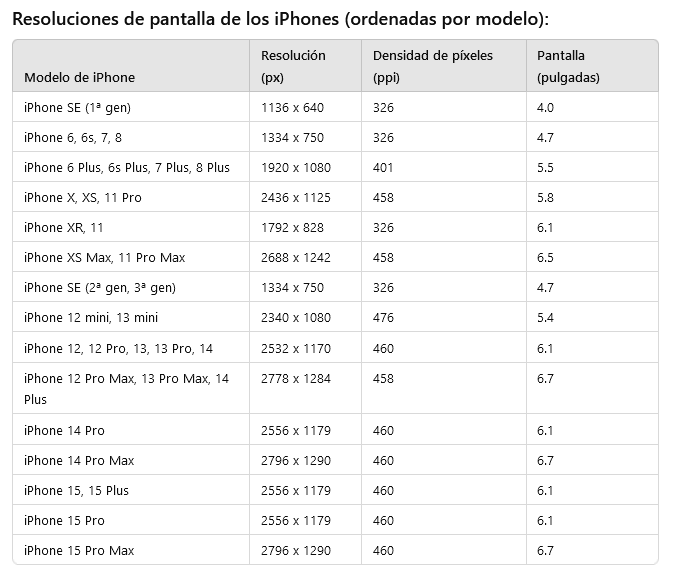 Resoluciones de pantalla de los iPhones (ordenadas por modelo):
Modelo de iPhone Resolución (px) Densidad de píxeles (ppi) Pantalla (pulgadas)
iPhone SE (1ª gen) 1136 x 640 326 4.0
iPhone 6, 6s, 7, 8 1334 x 750 326 4.7
iPhone 6 Plus, 6s Plus, 7 Plus, 8 Plus 1920 x 1080 401 5.5
iPhone X, XS, 11 Pro 2436 x 1125 458 5.8
iPhone XR, 11 1792 x 828 326 6.1
iPhone XS Max, 11 Pro Max 2688 x 1242 458 6.5
iPhone SE (2ª gen, 3ª gen) 1334 x 750 326 4.7
iPhone 12 mini, 13 mini 2340 x 1080 476 5.4
iPhone 12, 12 Pro, 13, 13 Pro, 14 2532 x 1170 460 6.1
iPhone 12 Pro Max, 13 Pro Max, 14 Plus 2778 x 1284 458 6.7
iPhone 14 Pro 2556 x 1179 460 6.1
iPhone 14 Pro Max 2796 x 1290 460 6.7
iPhone 15, 15 Plus 2556 x 1179 460 6.1
iPhone 15 Pro 2556 x 1179 460 6.1
iPhone 15 Pro Max 2796 x 1290 460 6.7